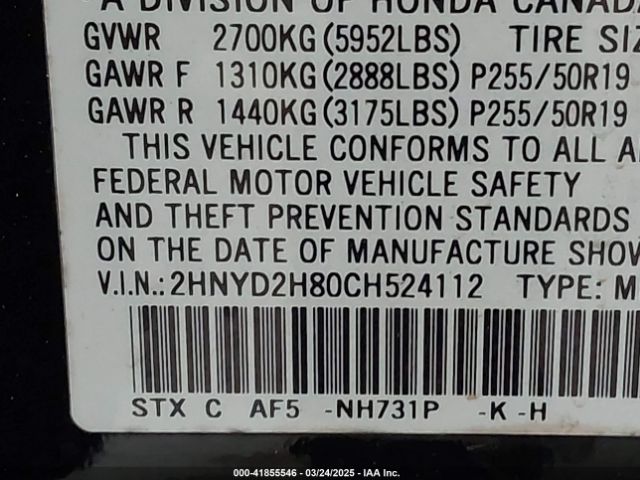 A DIVISION OF HONDA CANADA
GVWR 2700KG (5952LBS) TIRE SIZ
GAWR F 1310KG (2888LBS) P255/50R19
GAWR R 1440KG (3175LBS) P255/50R19
THIS VEHICLE CONFORMS TO ALL A
FEDERAL MOTOR VEHICLE SAFETY
AND THEFT PREVENTION STANDARDS
ON THE DATE OF MANUFACTURE SHOW
V.I.N.: 2HNYD2H80CH524112 TYPE: M
STX C AF5 -NH731P -K -H
000-41855546 - 03/24/2025 - IAA Inc.